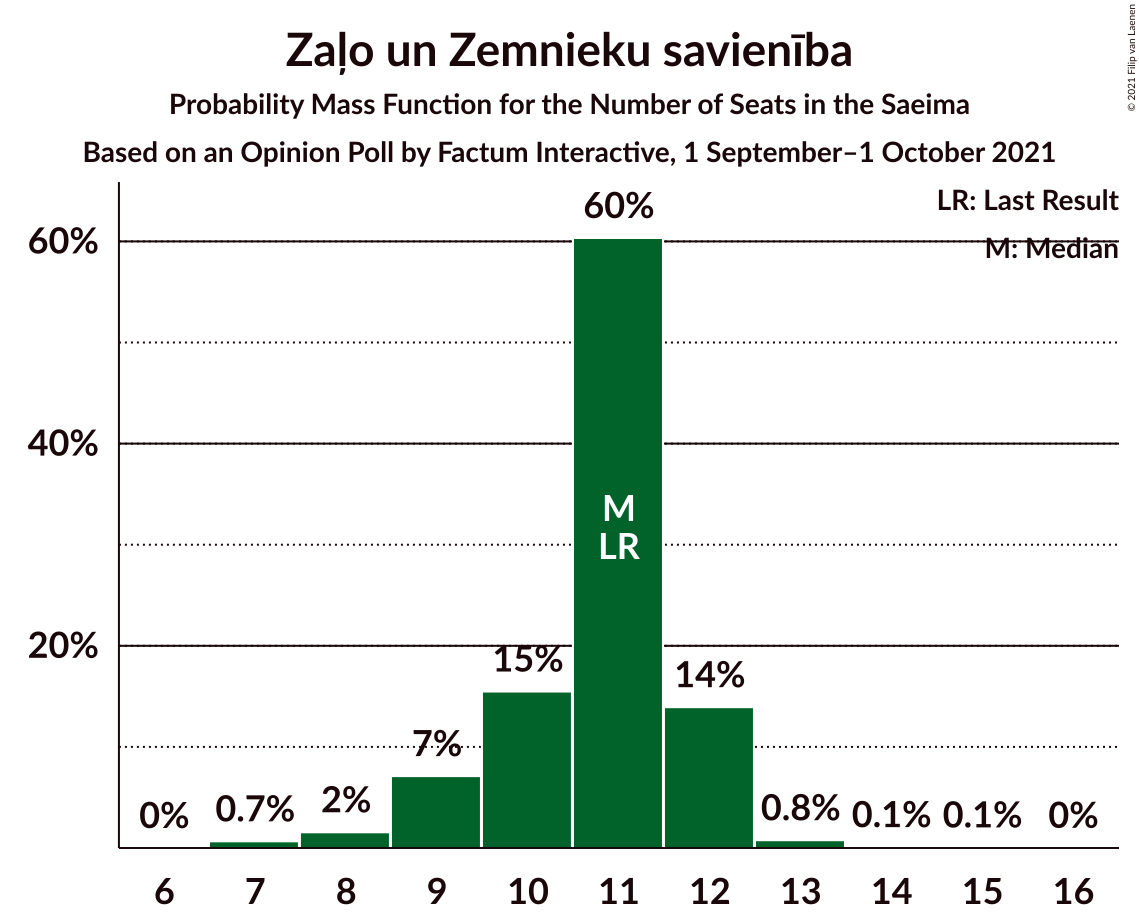 Zaļo un Zemnieku savienība
Probability Mass Function for the Number of Seats in the Saeima
Based on an Opinion Poll by Factum Interactive, 1 September–1 October 2021
© 2021 Filip van Laenen
LR: Last Result
M: Median
60%
40%
20%
0%
0.7%
2%
7%
15%
60%
14%
0.8%
0.1%
0.1%
0%
M
LR
6 7 8 9 10 11 12 13 14 15 16